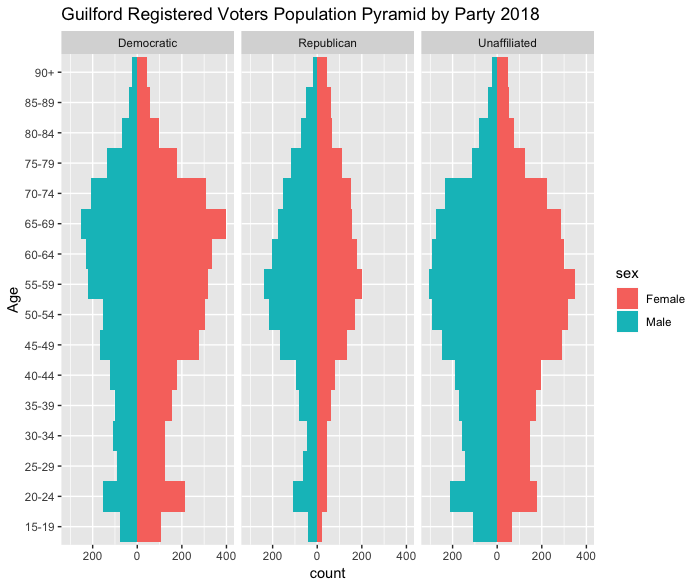 Guilford Registered Voters Population Pyramid by Party 2018
Democratic
Republican
Unaffiliated
90+
85-89
80-84
75-79
70-74
65-69
60-64
55-59
50-54
45-49
40-44
35-39
30-34
25-29
20-24
15-19
Age
200 0 200 400
200 0 200 400
200 0 200 400
count
sex
Female
Male